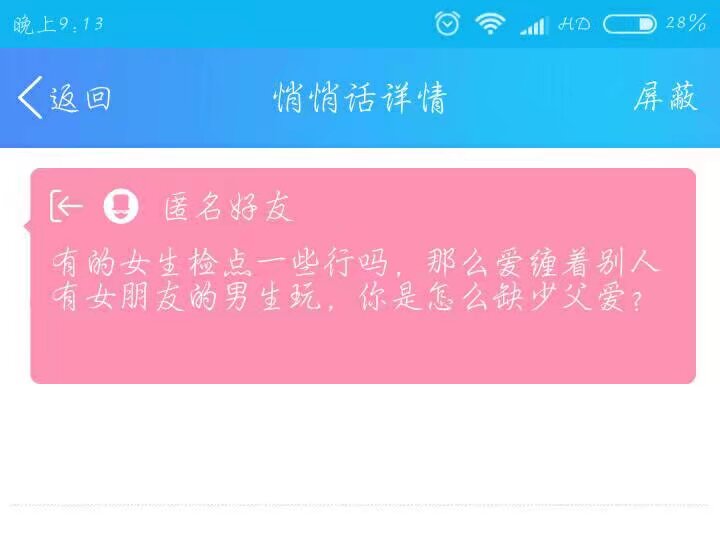 晚上9:13 HD 28%
返回 悄悄话详情 屏蔽
匿名好友
有的女生检点一些行吗，那么爱缠着别人
有女朋友的男生玩，你是怎么缺少父爱？